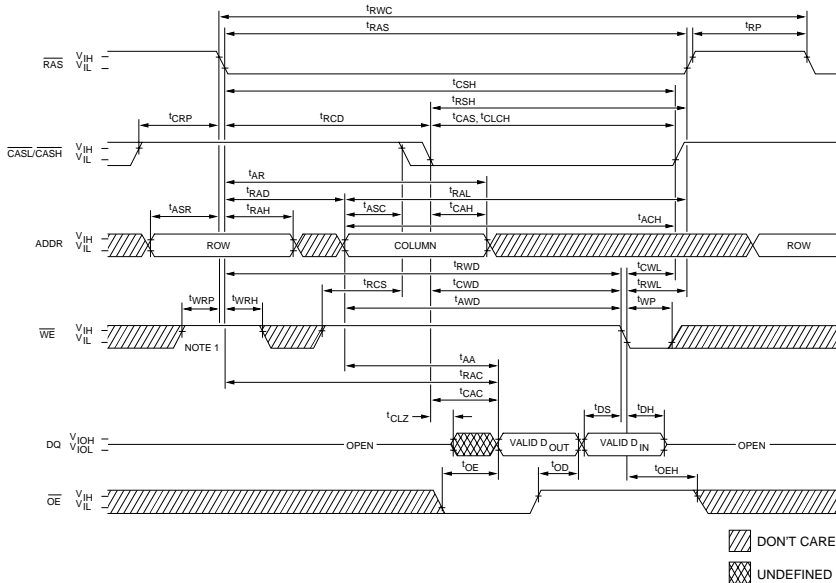 tRWC
tRAS
tRP
RAS
VIH
VIL
tCSH
tRSH
tCRP
tRCD
tCAS, tCLCH
CASL/CASH
VIH
VIL
tAR
tRAD
tRAL
tASR
tRAH
tASC
tCAH
tACH
ADDR
VIH
VIL
ROW
COLUMN
ROW
tRWD
tCWL
tRCS
tCWD
tRWL
tWRP
tWRH
tAWD
tWP
WE
VIH
VIL
NOTE 1
tAA
tRAC
tCAC
tCLZ
tDS
tDH
DQ
VIOH
VIOL
OPEN
VALID DOUT
VALID DIN
OPEN
tOE
tOD
tOEH
OE
VIH
VIL
DON'T CARE
UNDEFINED